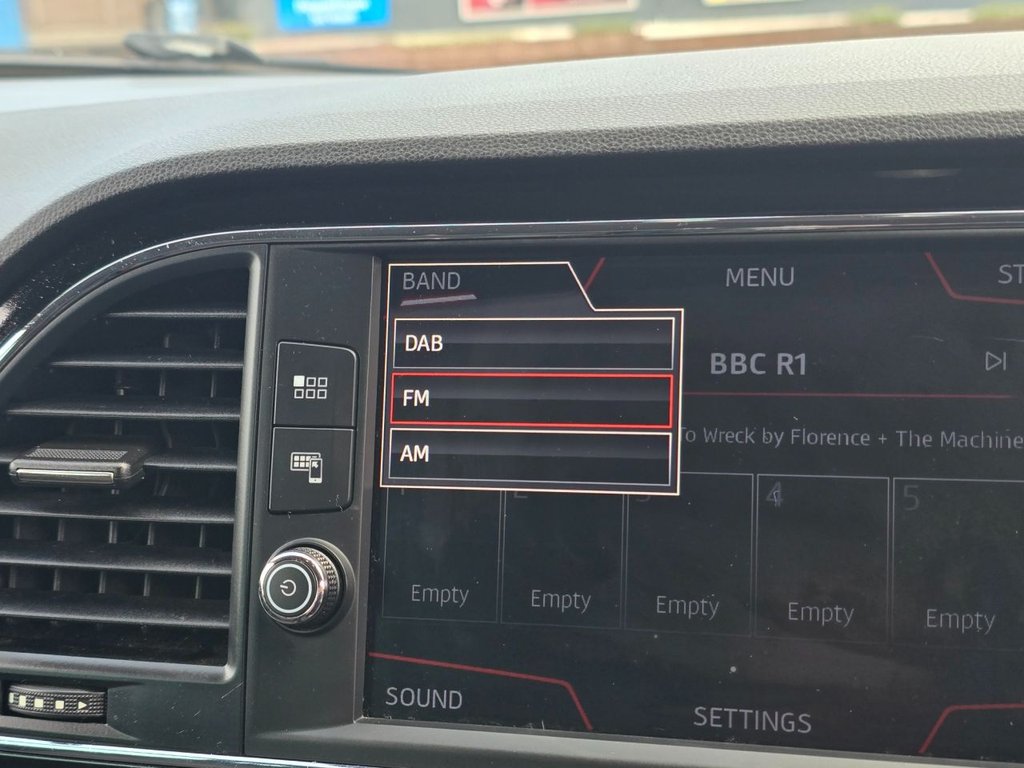 BAND
MENU
ST
DAB
BBC R1
FM
To Wreck by Florence + The Machine
AM
4
5
Empty
Empty
Empty
Empty
Empty
SOUND
SETTINGS